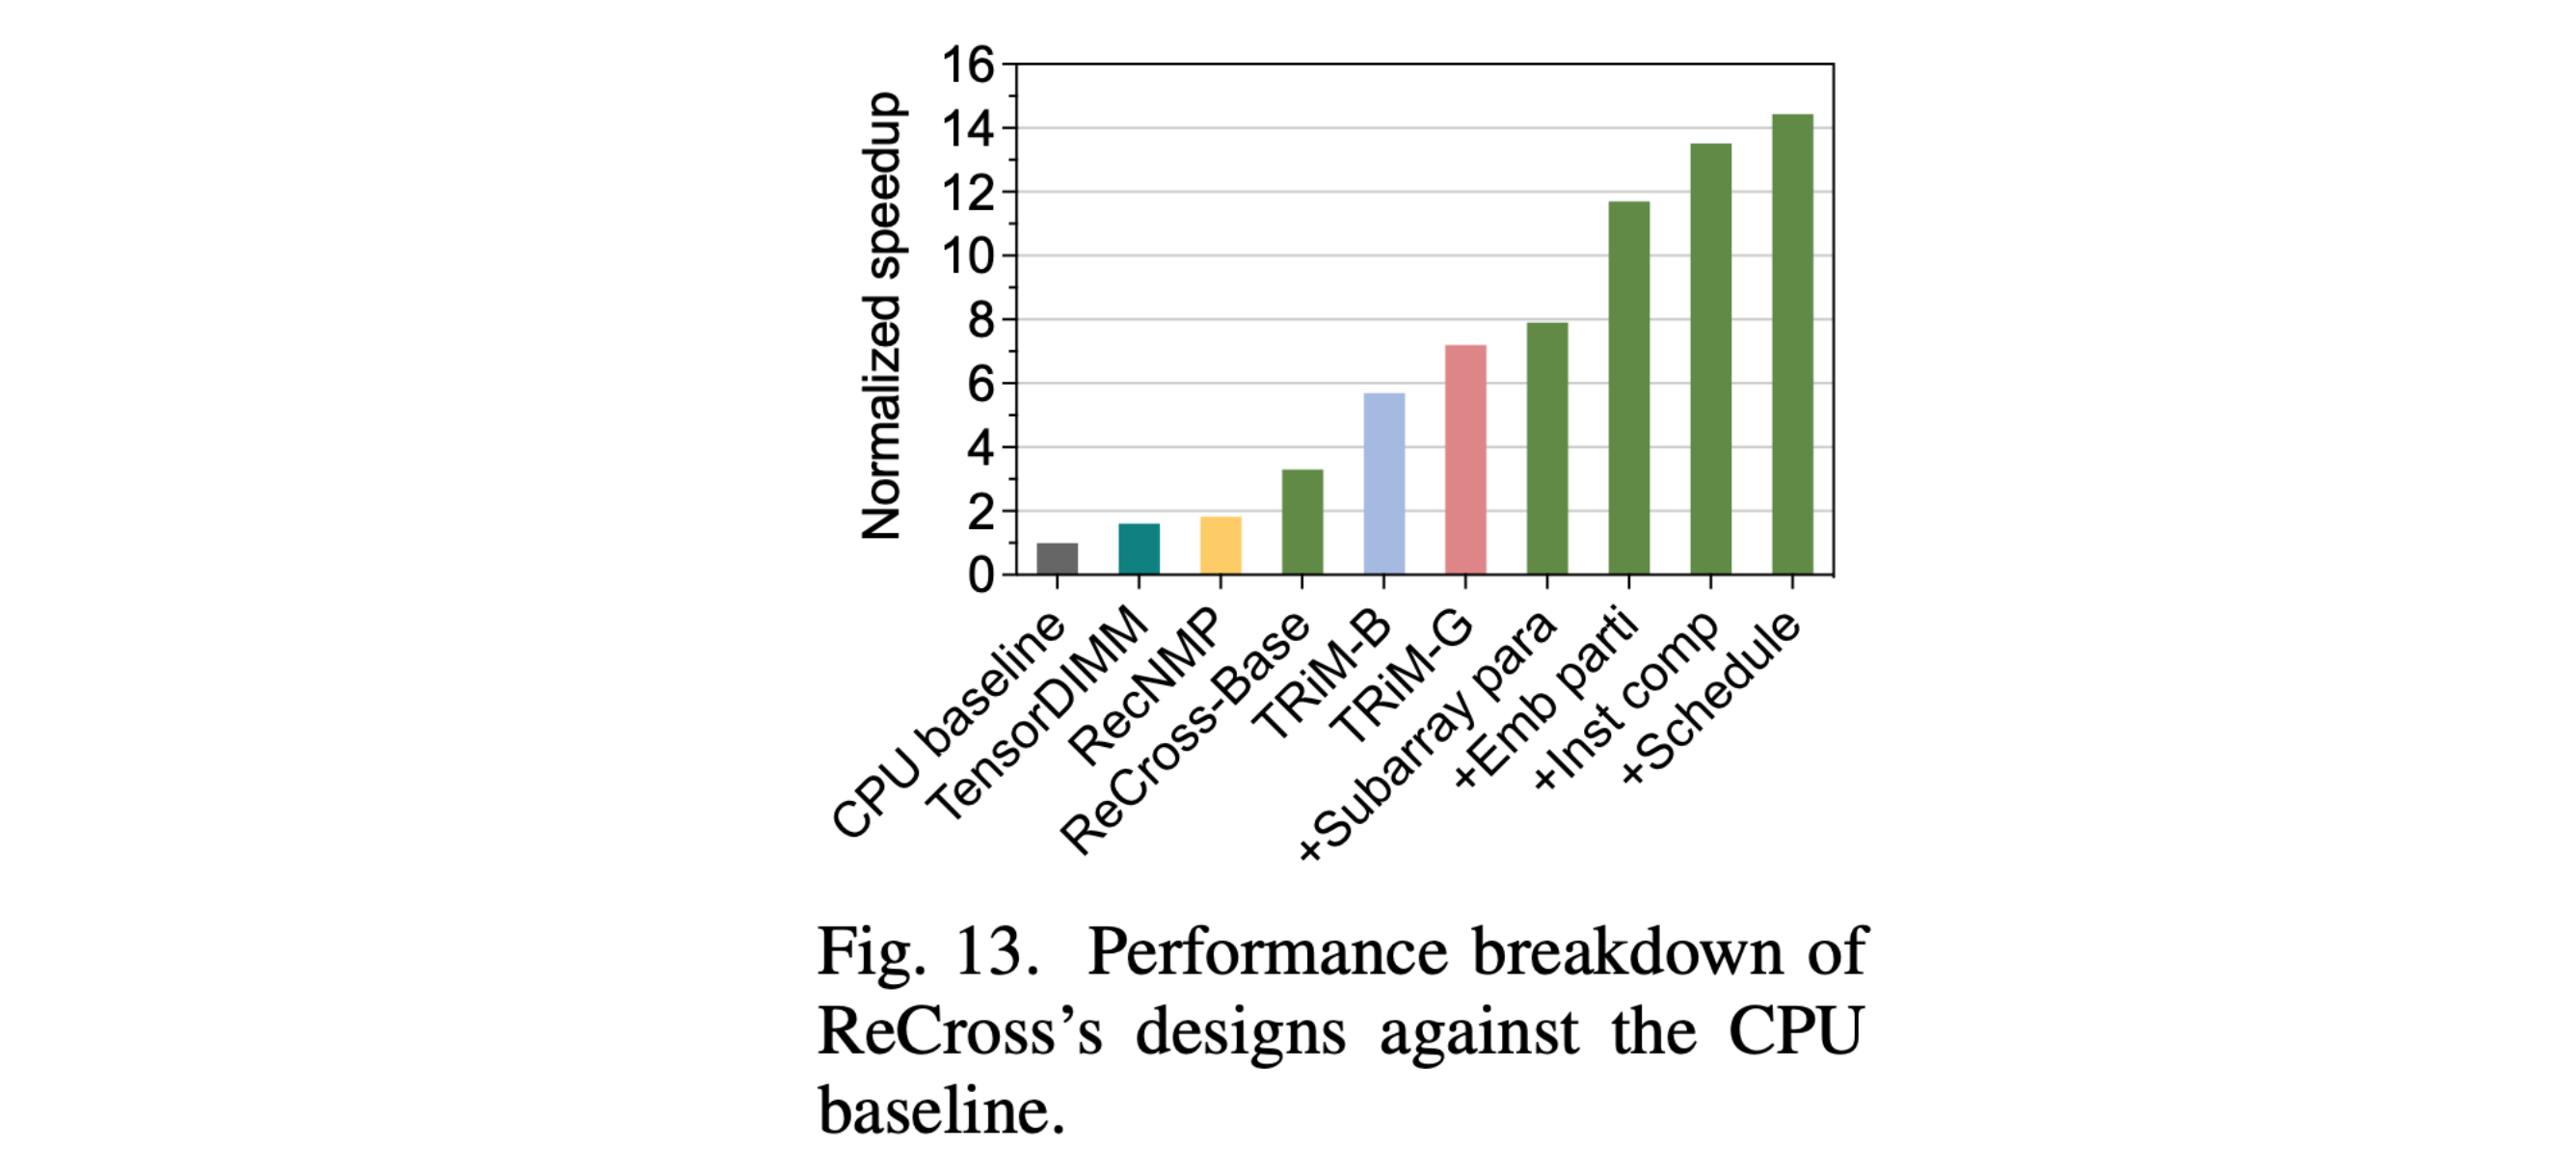 Normalized speedup
16
14
12
10
8
6
4
2
0
CPU baseline
TensorDIMM
RecNMP
ReCross-Base
TRiM-B
TRiM-G
+Subarray para
+Emb parti
+Inst comp
+Schedule
Fig. 13. Performance breakdown of
ReCross’s designs against the CPU
baseline.